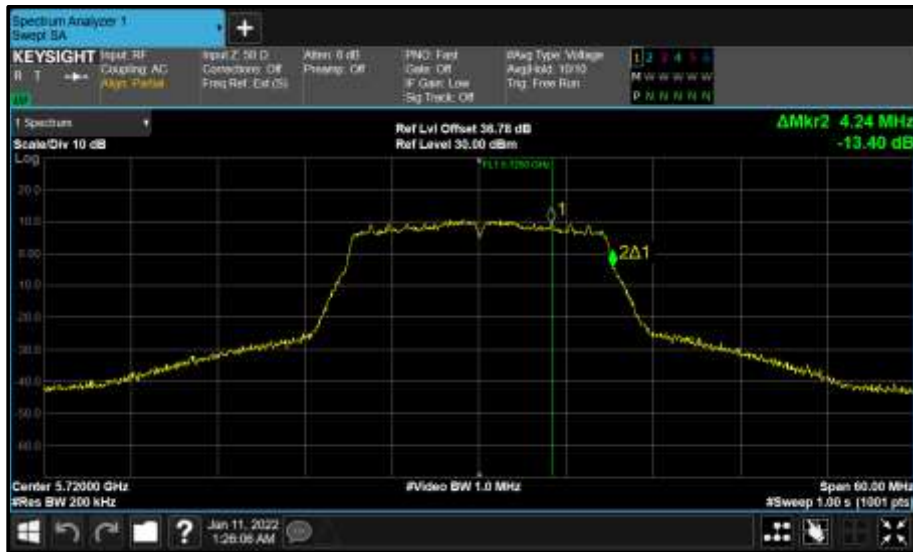 Spectrum Analyzer 1
Swept SA
+
KEYSIGHT
R T
Input: RF
Coupling: AC
Align: Partial
Input Z: 50 Ω
Corrections: Off
Freq Ref: Ext (S)
Atten: 6 dB
Preamp: Off
PNO: Fast
Gate: Off
IF Gain: Low
Sig Track: Off
#Avg Type: Voltage
Avg|Hold: 10/10
Trig: Free Run
1 2 3 4 5 6
M W W W W W
P N N N N N
1 Spectrum
Scale/Div 10 dB
Ref Lvl Offset 36.78 dB
Ref Level 30.00 dBm
ΔMkr2 4.24 MHz
-13.40 dB
Log
20.0
10.0
0.00
-10.0
-20.0
-30.0
-40.0
-50.0
-60.0
1
2Δ1
Center 5.72000 GHz
#Res BW 200 kHz
#Video BW 1.0 MHz
Span 60.00 MHz
#Sweep 1.00 s (1001 pts)
?
Jan 11, 2022
1:26:06 AM